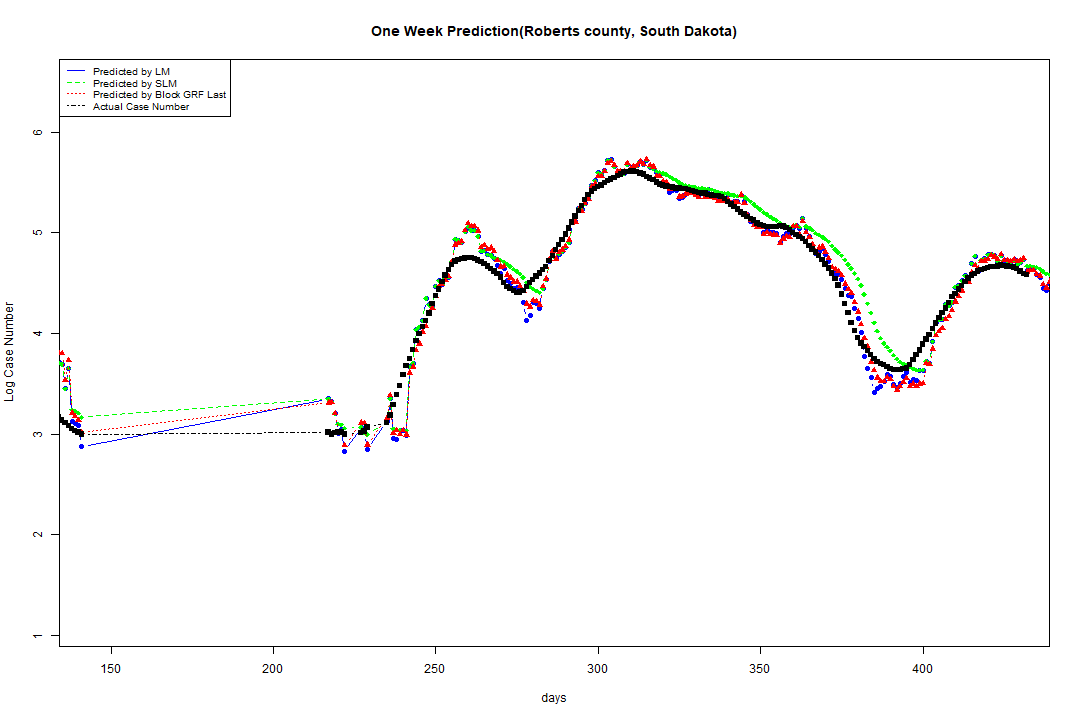 One Week Prediction(Roberts county, South Dakota)
Predicted by LM
Predicted by SLM
Predicted by Block GRF Last
Actual Case Number
Log Case Number
6
5
4
3
2
1
150 200 250 300 350 400
days